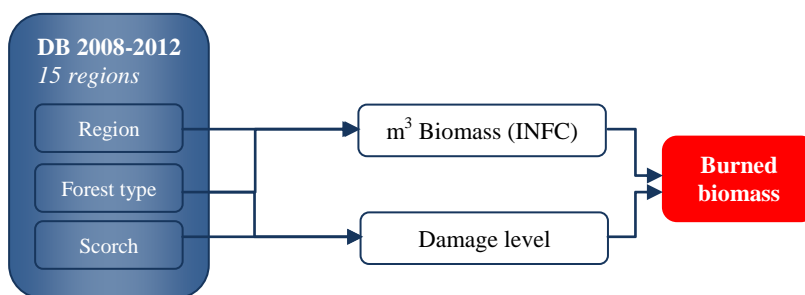 DB 2008-2012
15 regions
Region
Forest type
Scorch
m³ Biomass (INFC)
Damage level
Burned
biomass